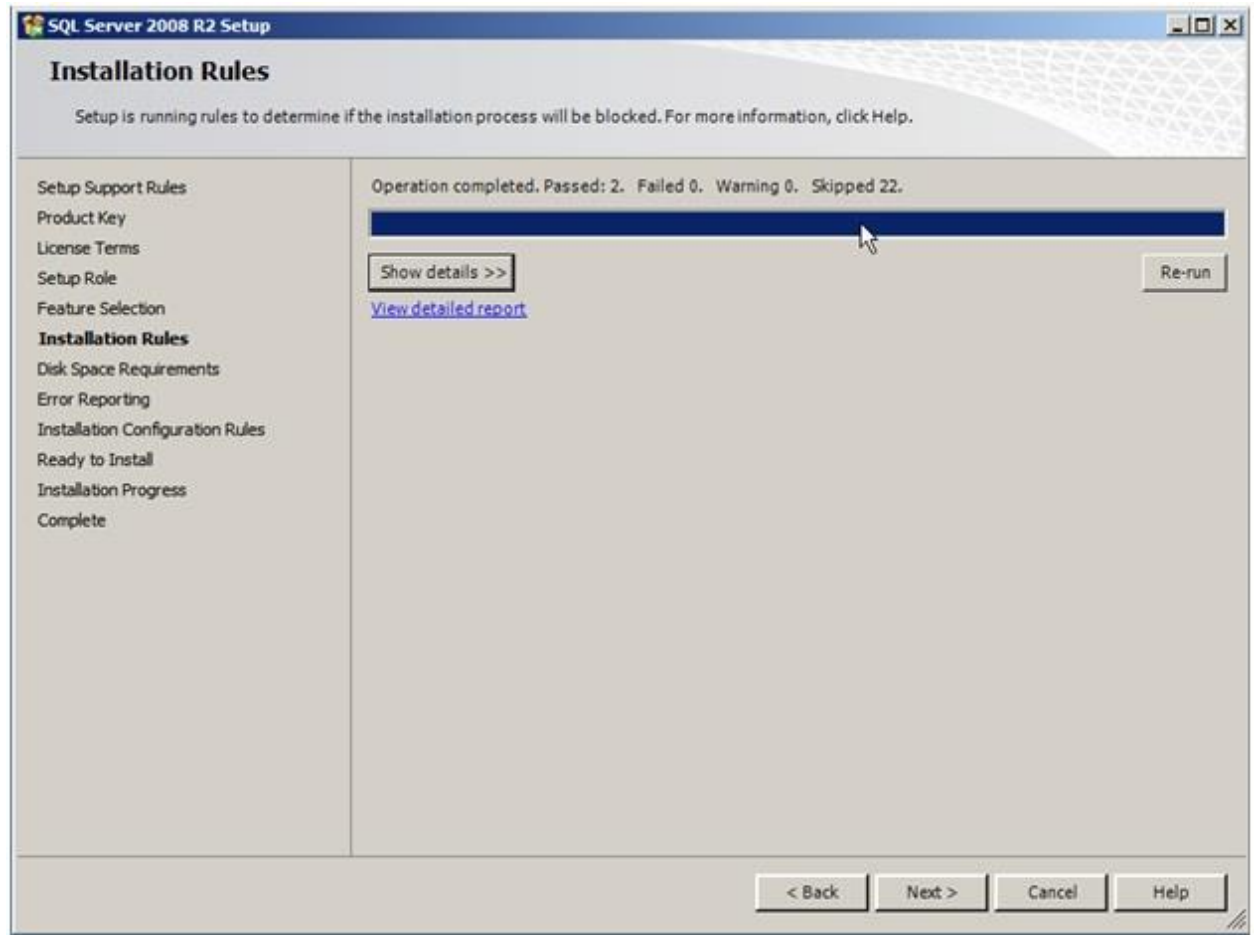 SQL Server 2008 R2 Setup
Installation Rules
Setup is running rules to determine if the installation process will be blocked. For more information, click Help.
Setup Support Rules
Product Key
License Terms
Setup Role
Feature Selection
Installation Rules
Disk Space Requirements
Error Reporting
Installation Configuration Rules
Ready to Install
Installation Progress
Complete
Operation completed. Passed: 2. Failed 0. Warning 0. Skipped 22.
Show details >>
Re-run
View detailed report
< Back
Next >
Cancel
Help